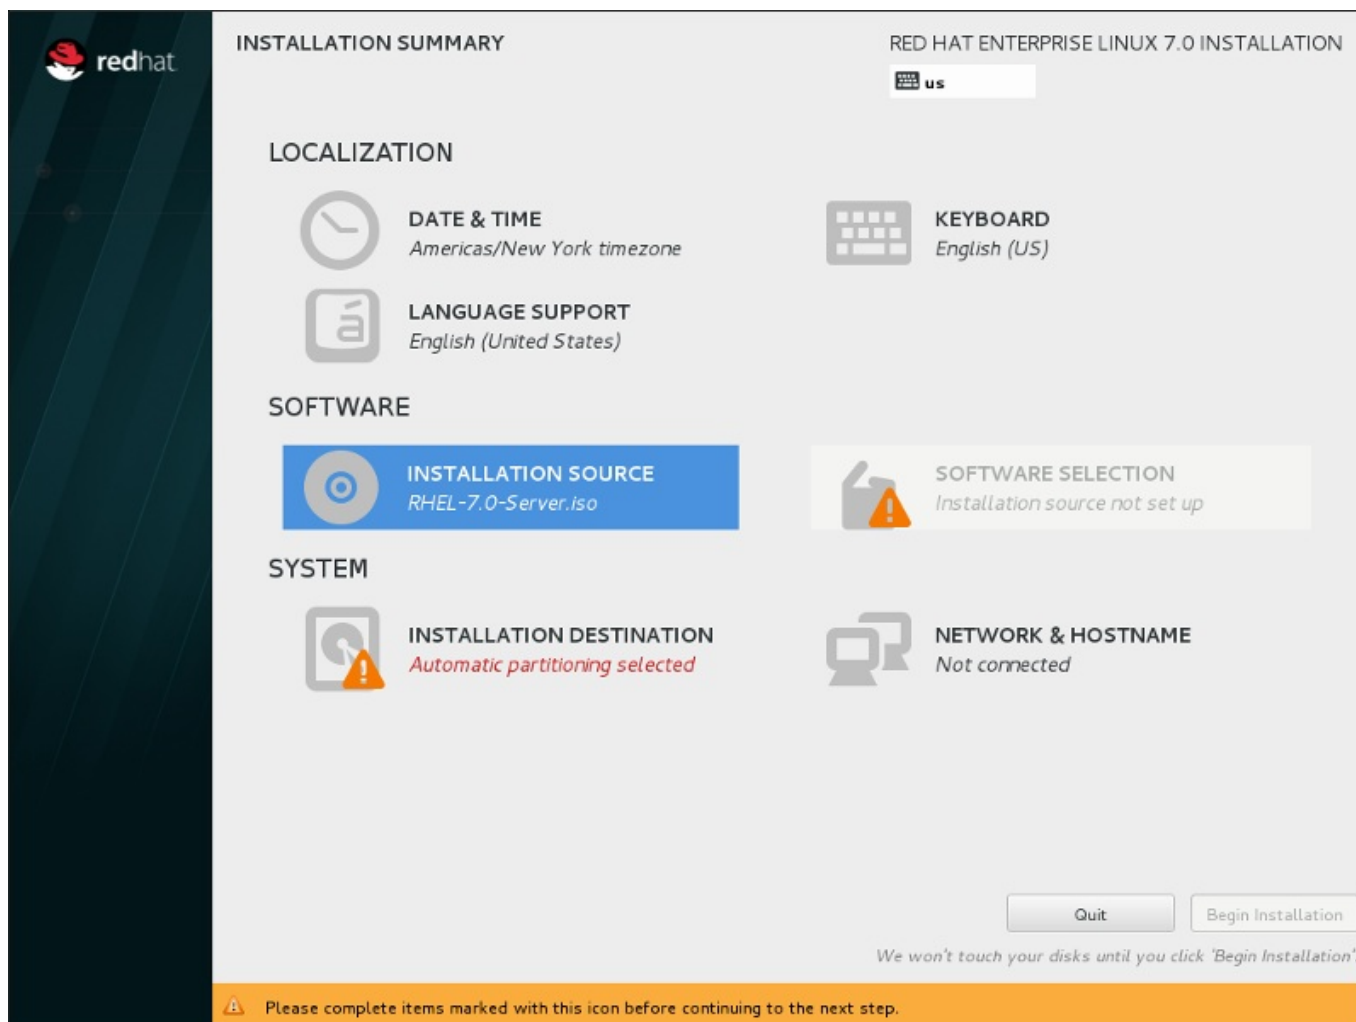 redhat.
INSTALLATION SUMMARY
RED HAT ENTERPRISE LINUX 7.0 INSTALLATION
us
LOCALIZATION
DATE & TIME
Americas/New York timezone
KEYBOARD
English (US)
á
LANGUAGE SUPPORT
English (United States)
SOFTWARE
INSTALLATION SOURCE
RHEL-7.0-Server.iso
SOFTWARE SELECTION
Installation source not set up
SYSTEM
INSTALLATION DESTINATION
Automatic partitioning selected
NETWORK & HOSTNAME
Not connected
Quit
Begin Installation
We won't touch your disks until you click 'Begin Installation'.
Please complete items marked with this icon before continuing to the next step.